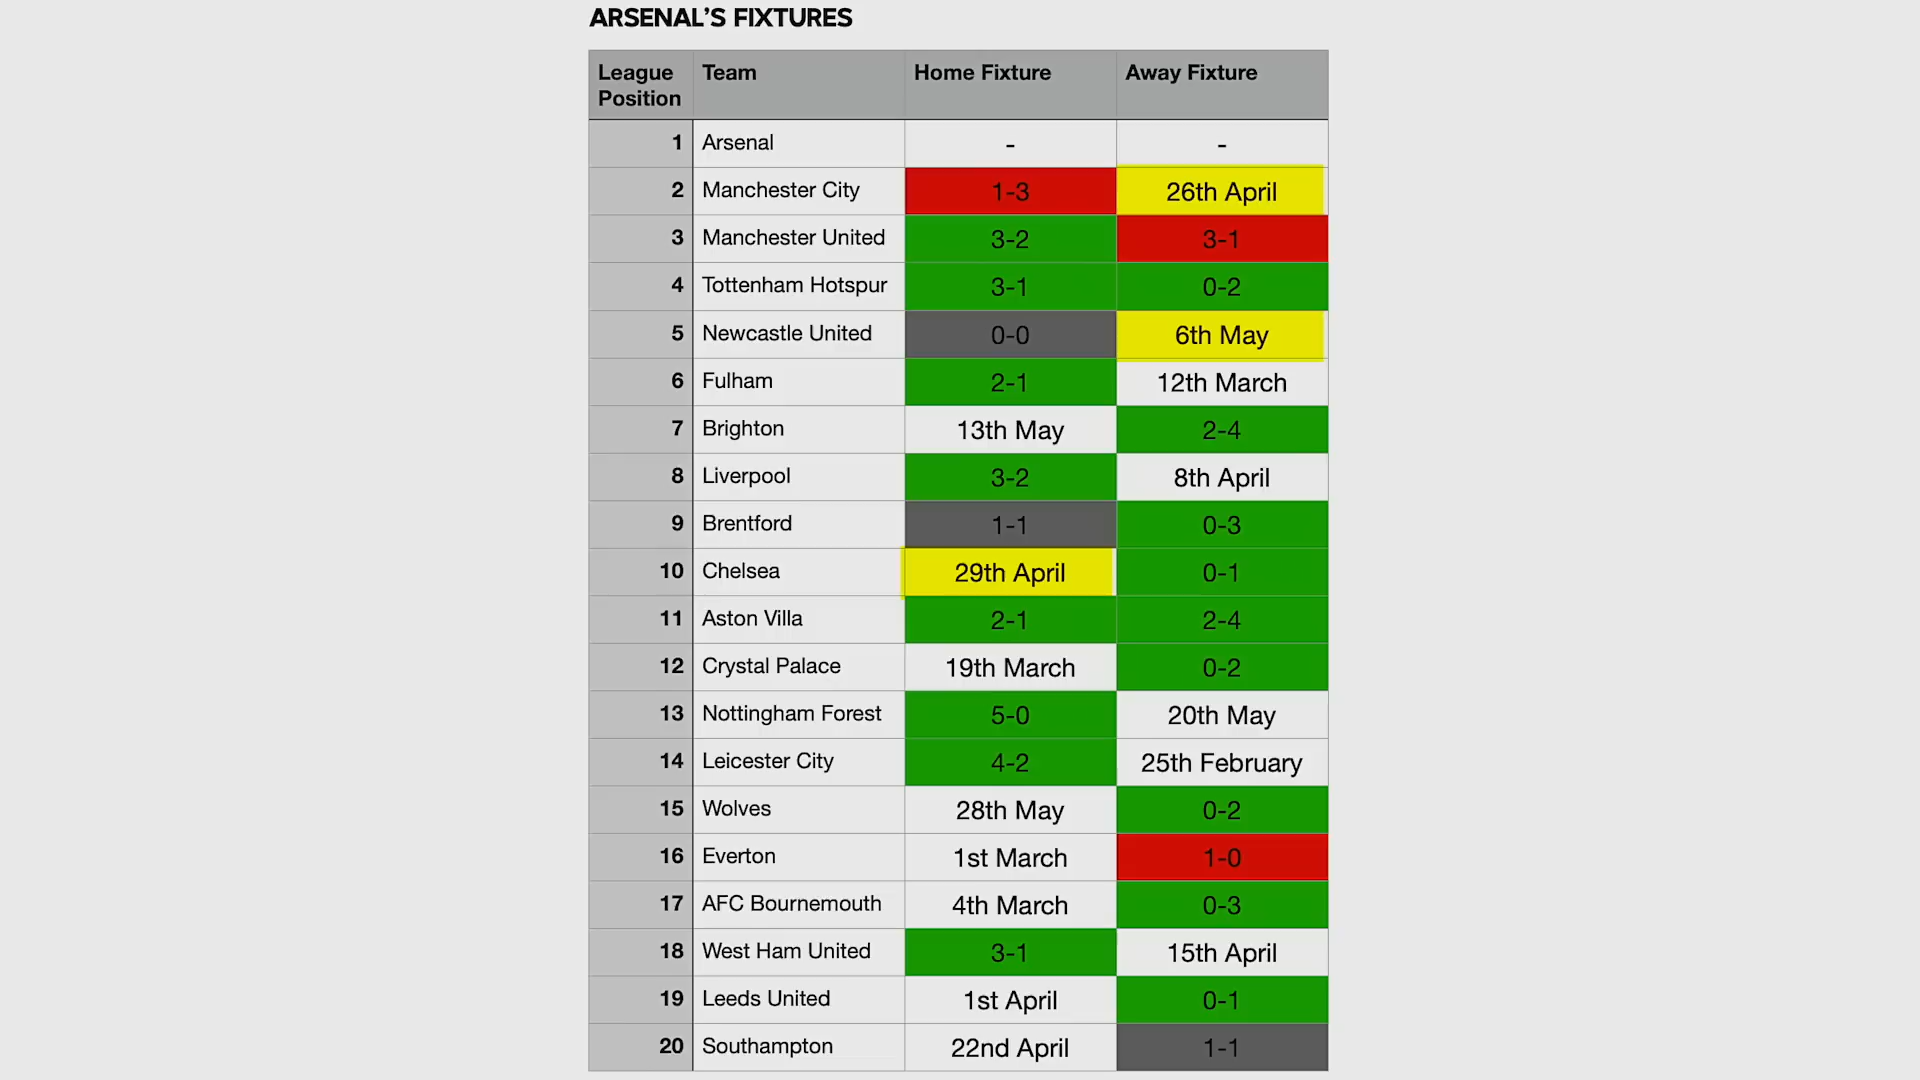 ARSENAL'S FIXTURES
League Position Team Home Fixture Away Fixture
1 Arsenal - -
2 Manchester City 1-3 26th April
3 Manchester United 3-2 3-1
4 Tottenham Hotspur 3-1 0-2
5 Newcastle United 0-0 6th May
6 Fulham 2-1 12th March
7 Brighton 13th May 2-4
8 Liverpool 3-2 8th April
9 Brentford 1-1 0-3
10 Chelsea 29th April 0-1
11 Aston Villa 2-1 2-4
12 Crystal Palace 19th March 0-2
13 Nottingham Forest 5-0 20th May
14 Leicester City 4-2 25th February
15 Wolves 28th May 0-2
16 Everton 1st March 1-0
17 AFC Bournemouth 4th March 0-3
18 West Ham United 3-1 15th April
19 Leeds United 1st April 0-1
20 Southampton 22nd April 1-1